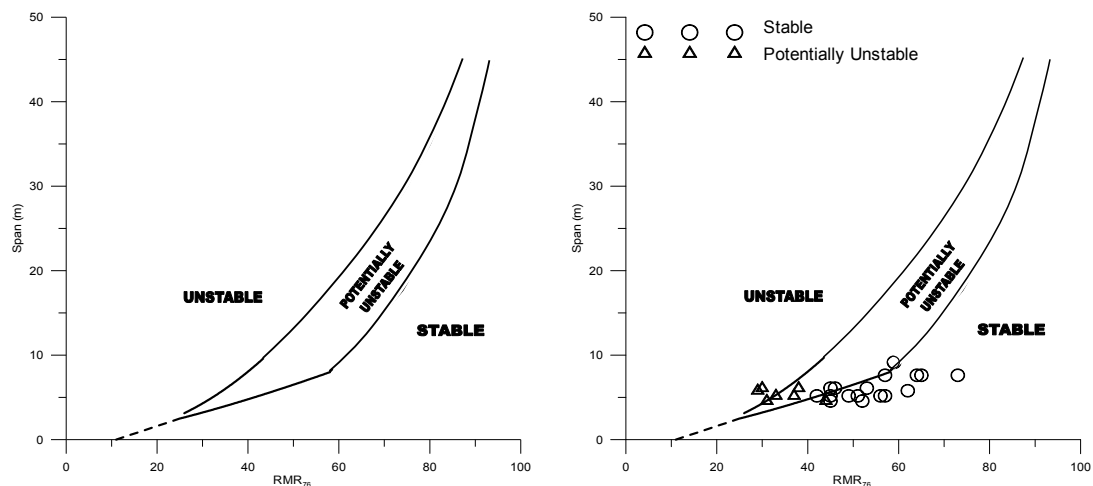 50
40
30
20
10
0
Span (m)
UNSTABLE
POTENTIALLY
UNSTABLE
STABLE
0 20 40 60 80 100
RMR76
50
40
30
20
10
0
Span (m)
Stable
Potentially Unstable
UNSTABLE
POTENTIALLY
UNSTABLE
STABLE
0 20 40 60 80 100
RMR76